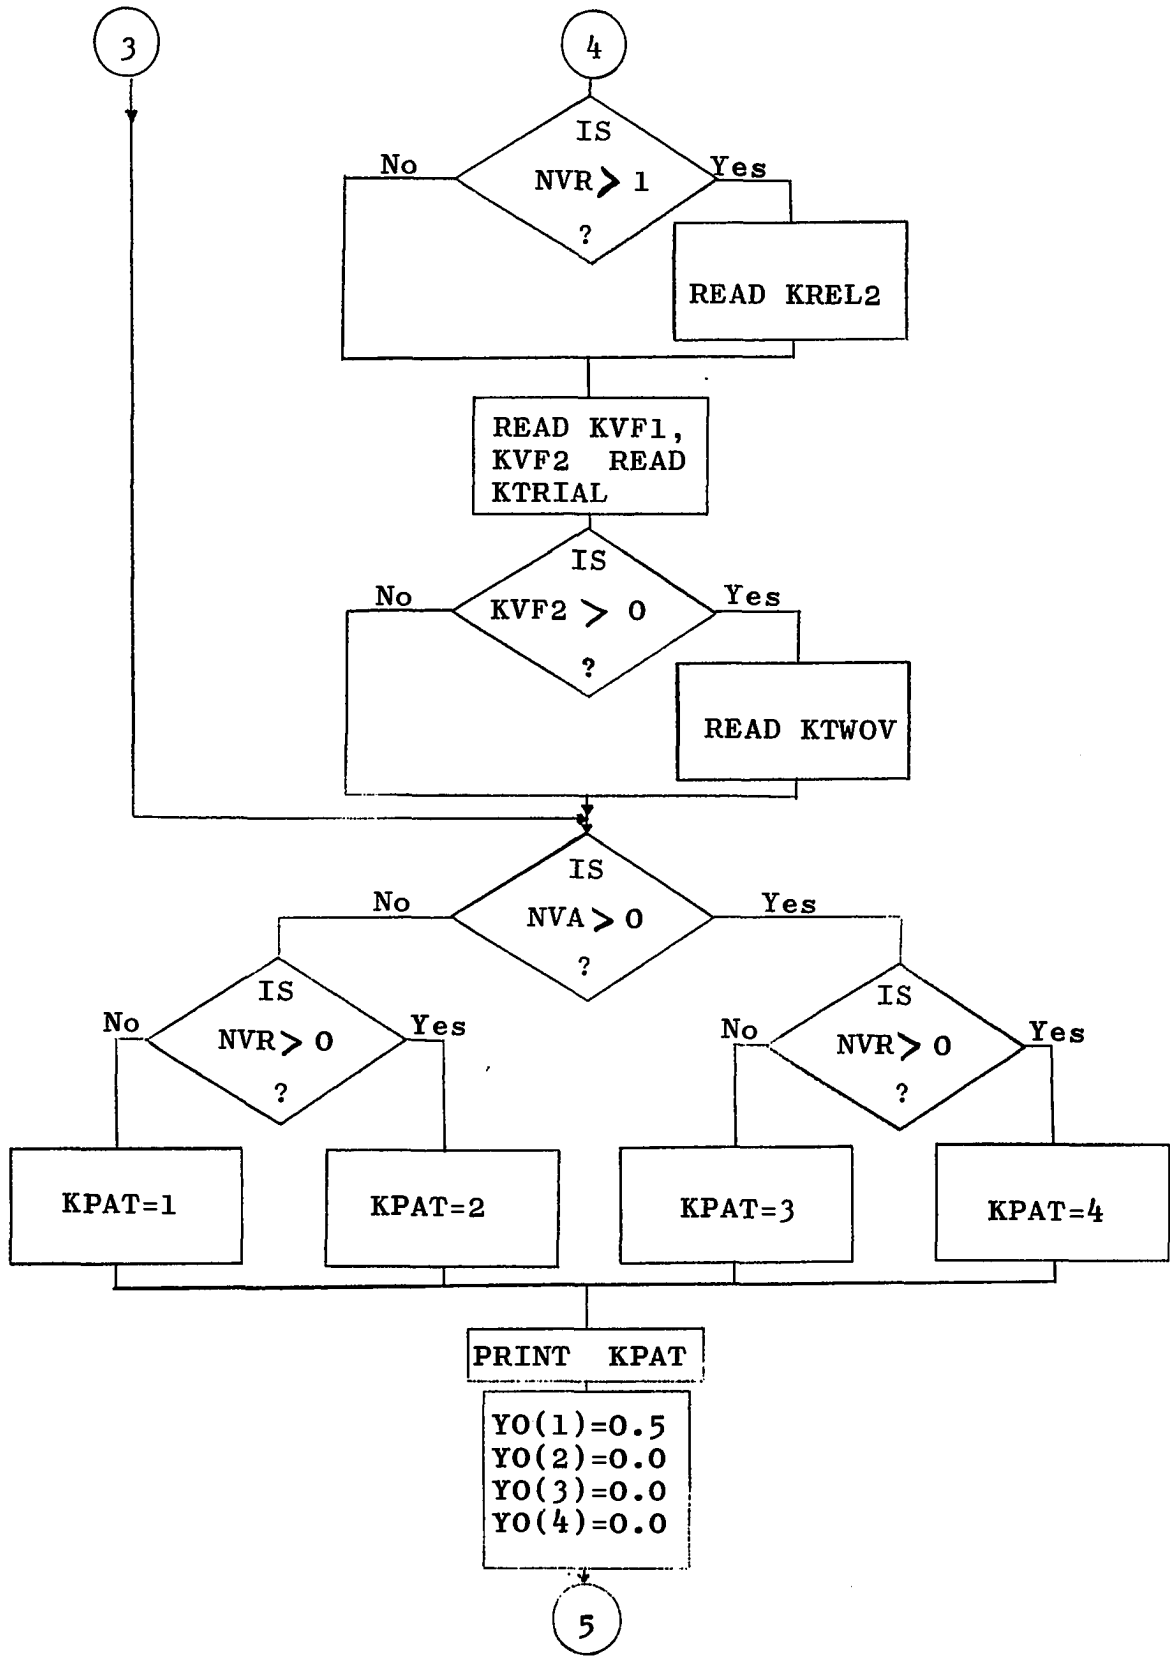 3
4
IS
No
NVR > 1
Yes
?
READ KREL2
READ KVF1,
KVF2 READ
KTRIAL
IS
No
KVF2 > 0
Yes
?
READ KTWOV
IS
No
NVA > 0
Yes
?
IS
No
NVR > 0
Yes
?
IS
No
NVR > 0
Yes
?
KPAT=1
KPAT=2
KPAT=3
KPAT=4
PRINT KPAT
YO(1)=0.5
YO(2)=0.0
YO(3)=0.0
YO(4)=0.0
5